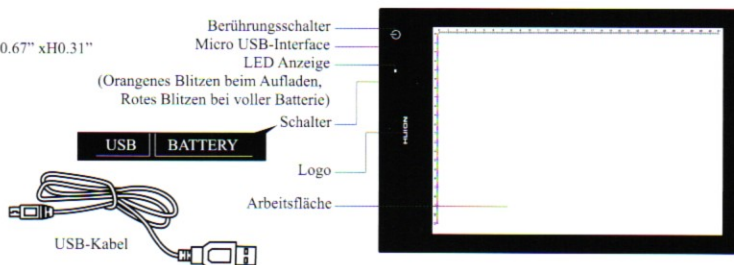 0.67” xH0.31”
Berührungsschalter
Micro USB-Interface
LED Anzeige
(Orangenes Blitzen beim Aufladen,
Rotes Blitzen bei voller Batterie)
Schalter
USB BATTERY
Logo
Arbeitsfläche
USB-Kabel
HUION